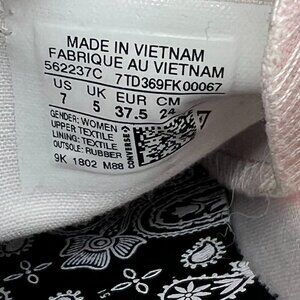 MADE IN VIETNAM
FABRIQUE AU VIETNAM
562237C 7TD369FK00067
US UK EUR CM
7 5 37.5 24
GENDER: WOMEN
UPPER: TEXTILE
LINING: TEXTILE
OUTSOLE: RUBBER
CONVERSE
9K 1802 M88